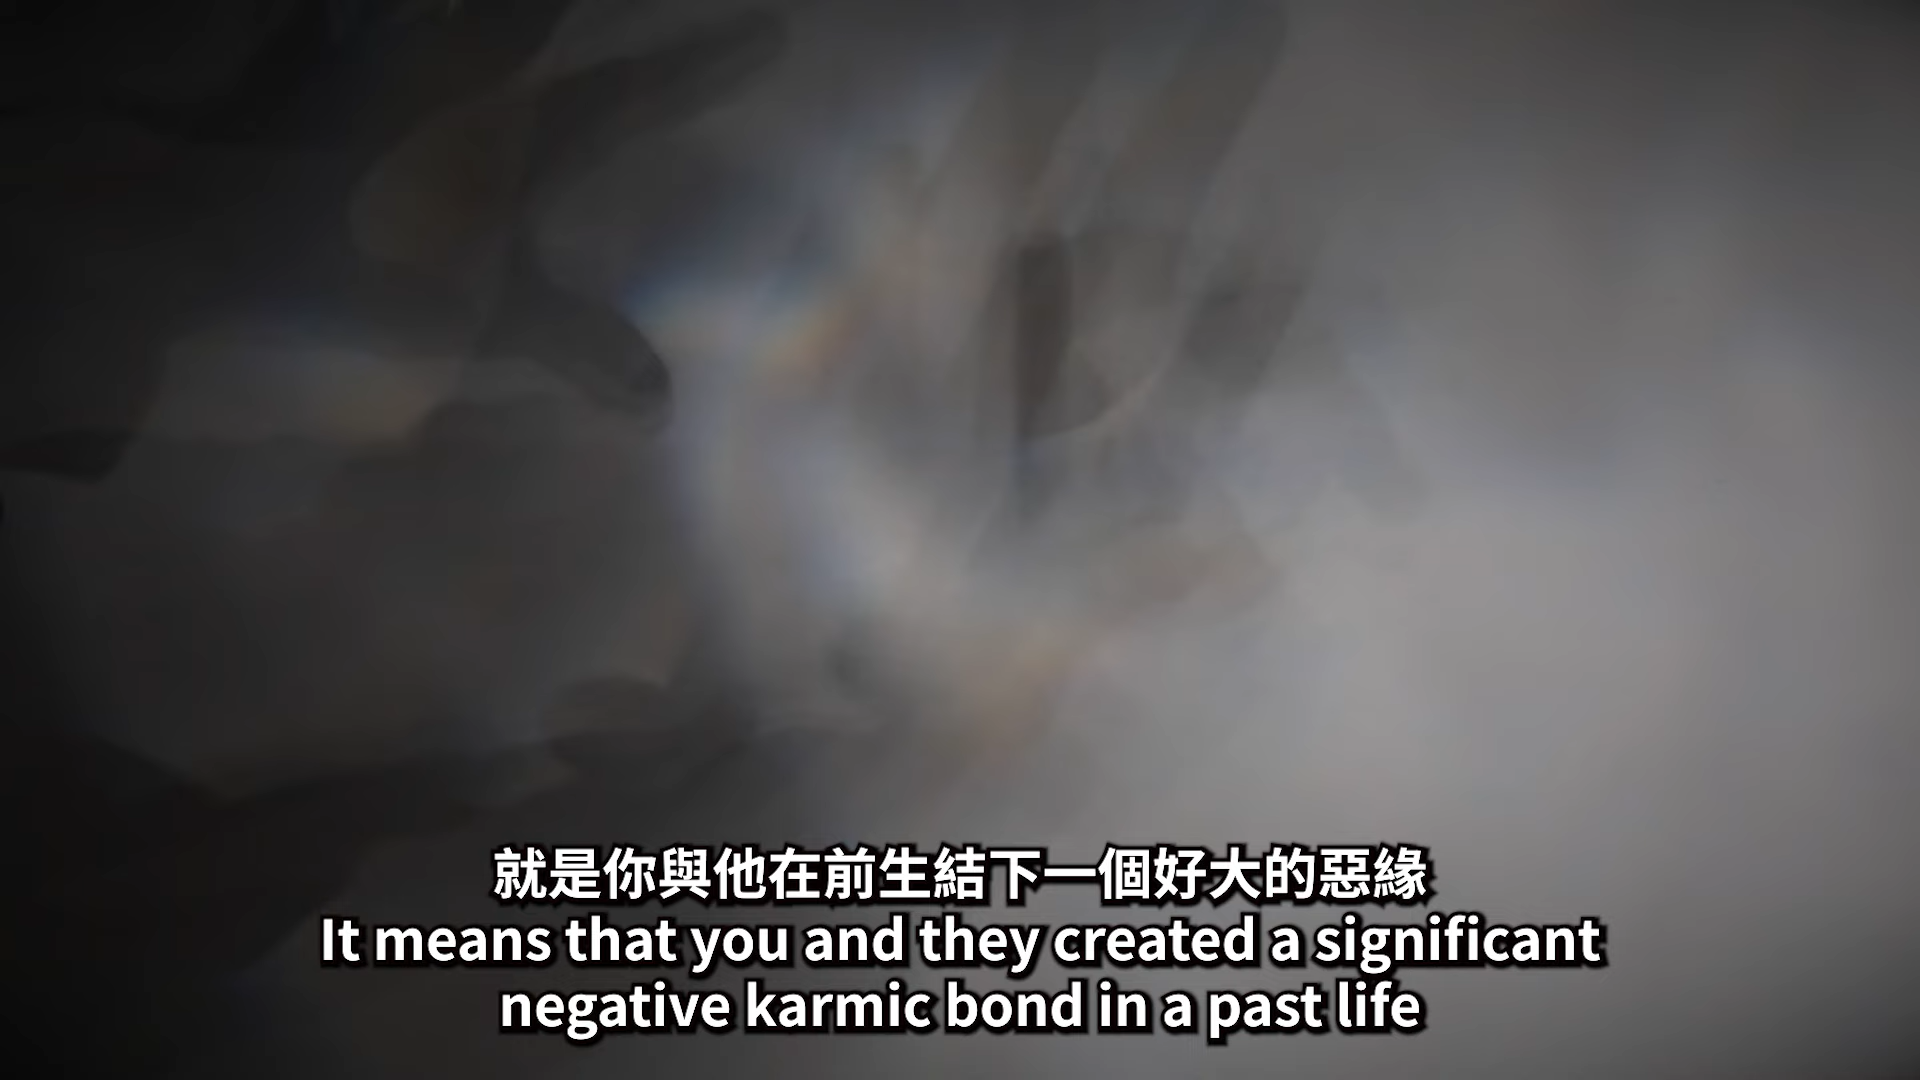 就是你與他在前生結下一個好大的惡緣
It means that you and they created a significant
negative karmic bond in a past life